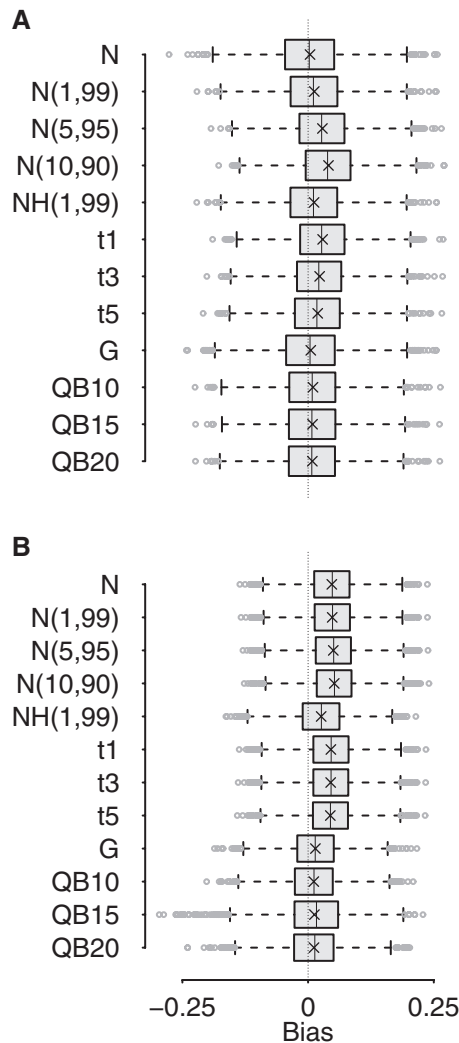 A
N
N(1,99)
N(5,95)
N(10,90)
NH(1,99)
t1
t3
t5
G
QB10
QB15
QB20
B
N
N(1,99)
N(5,95)
N(10,90)
NH(1,99)
t1
t3
t5
G
QB10
QB15
QB20
−0.25 0 0.25
Bias